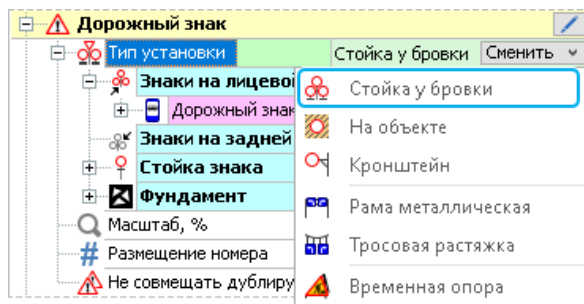 Дорожный знак
Тип установки Стойка у бровки Сменить
Знаки на лицевой Стойка у бровки
Дорожный знак На объекте
Знаки на задней
Стойка знака Кронштейн
Фундамент
Рама металлическая
Масштаб, %
Размещение номера Тросовая растяжка
Не совмещать Временная опора